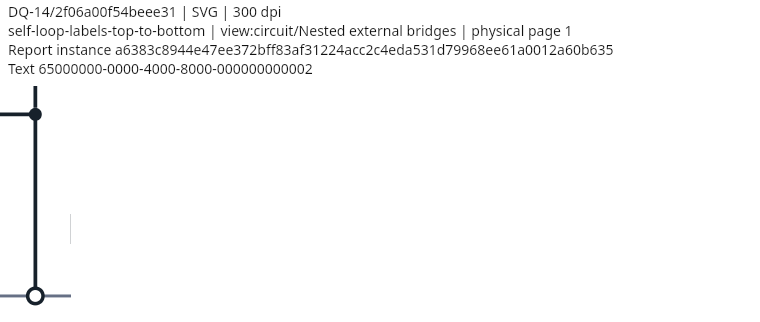 DQ-14/2f06a00f54beee31 | SVG | 300 dpi
self-loop-labels-top-to-bottom | view:circuit/Nested external bridges | physical page 1
Report instance a6383c8944e47ee372bff83af31224acc2c4eda531d79968ee61a0012a60b635
Text 65000000-0000-4000-8000-000000000002